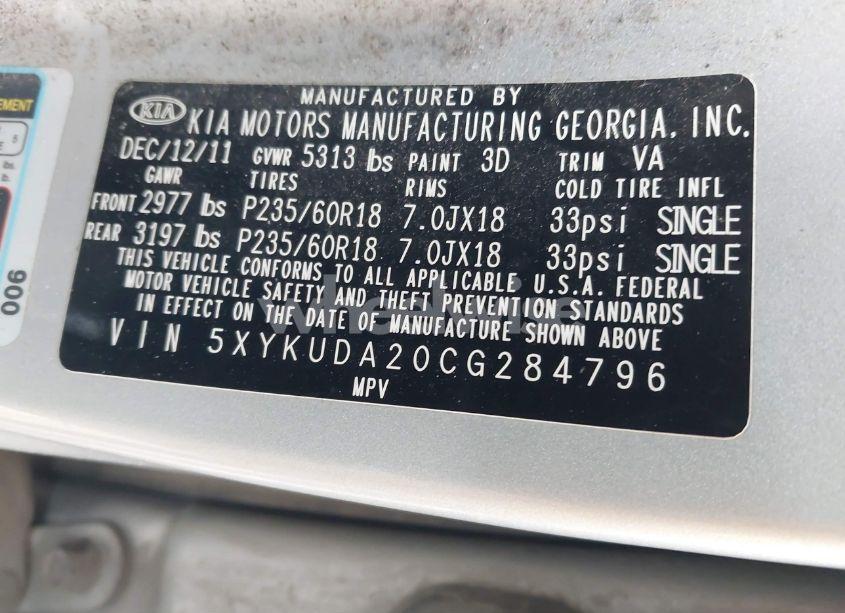 MANUFACTURED BY
KIA KIA MOTORS MANUFACTURING GEORGIA, INC.
DEC/12/11 GVWR 5313 lbs PAINT 3D TRIM VA
GAWR TIRES RIMS COLD TIRE INFL
FRONT 2977 lbs P235/60R18 7.0JX18 33psi SINGLE
REAR 3197 lbs P235/60R18 7.0JX18 33psi SINGLE
THIS VEHICLE CONFORMS TO ALL APPLICABLE U.S.A. FEDERAL
MOTOR VEHICLE SAFETY AND THEFT PREVENTION STANDARDS
IN EFFECT ON THE DATE OF MANUFACTURE SHOWN ABOVE
VIN 5XYKUDA20CG284796
MPV
006